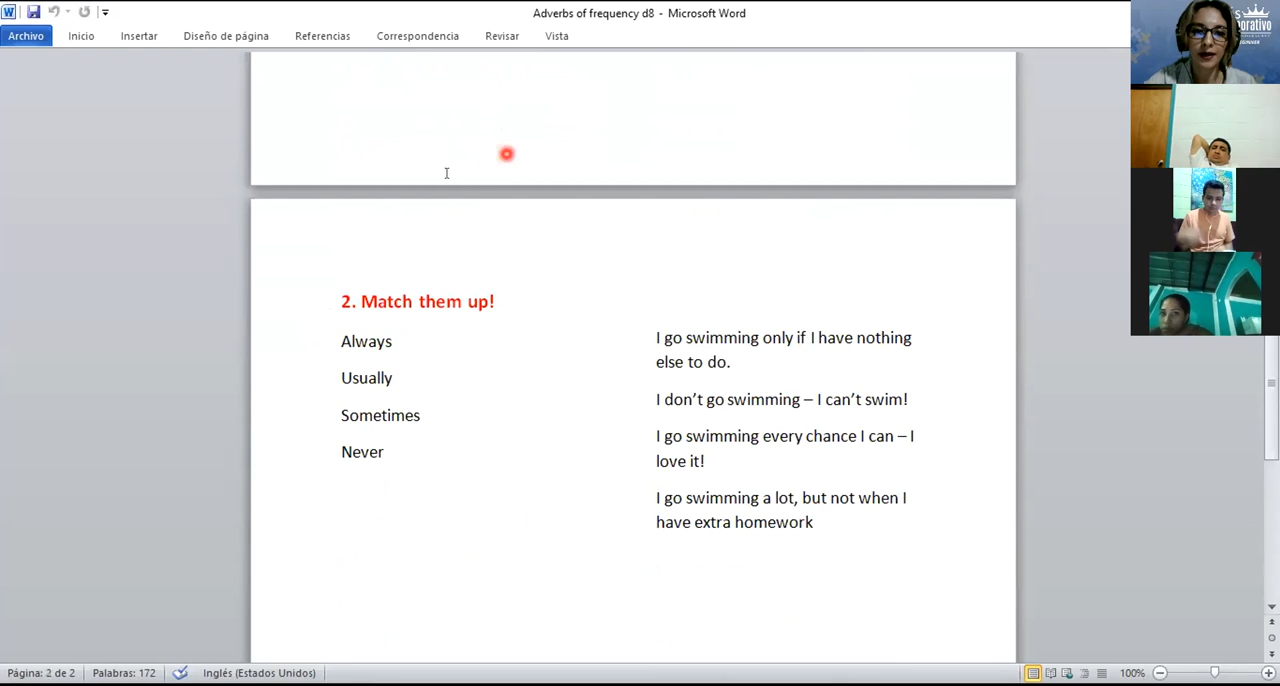 Adverbs of frequency d8 - Microsoft Word
Archivo Inicio Insertar Diseño de página Referencias Correspondencia Revisar Vista
orativo
2. Match them up!
Always
Usually
Sometimes
Never
I go swimming only if I have nothing
else to do.
I don’t go swimming – I can’t swim!
I go swimming every chance I can – I
love it!
I go swimming a lot, but not when I
have extra homework
Página: 2 de 2 Palabras: 172 Inglés (Estados Unidos) 100%